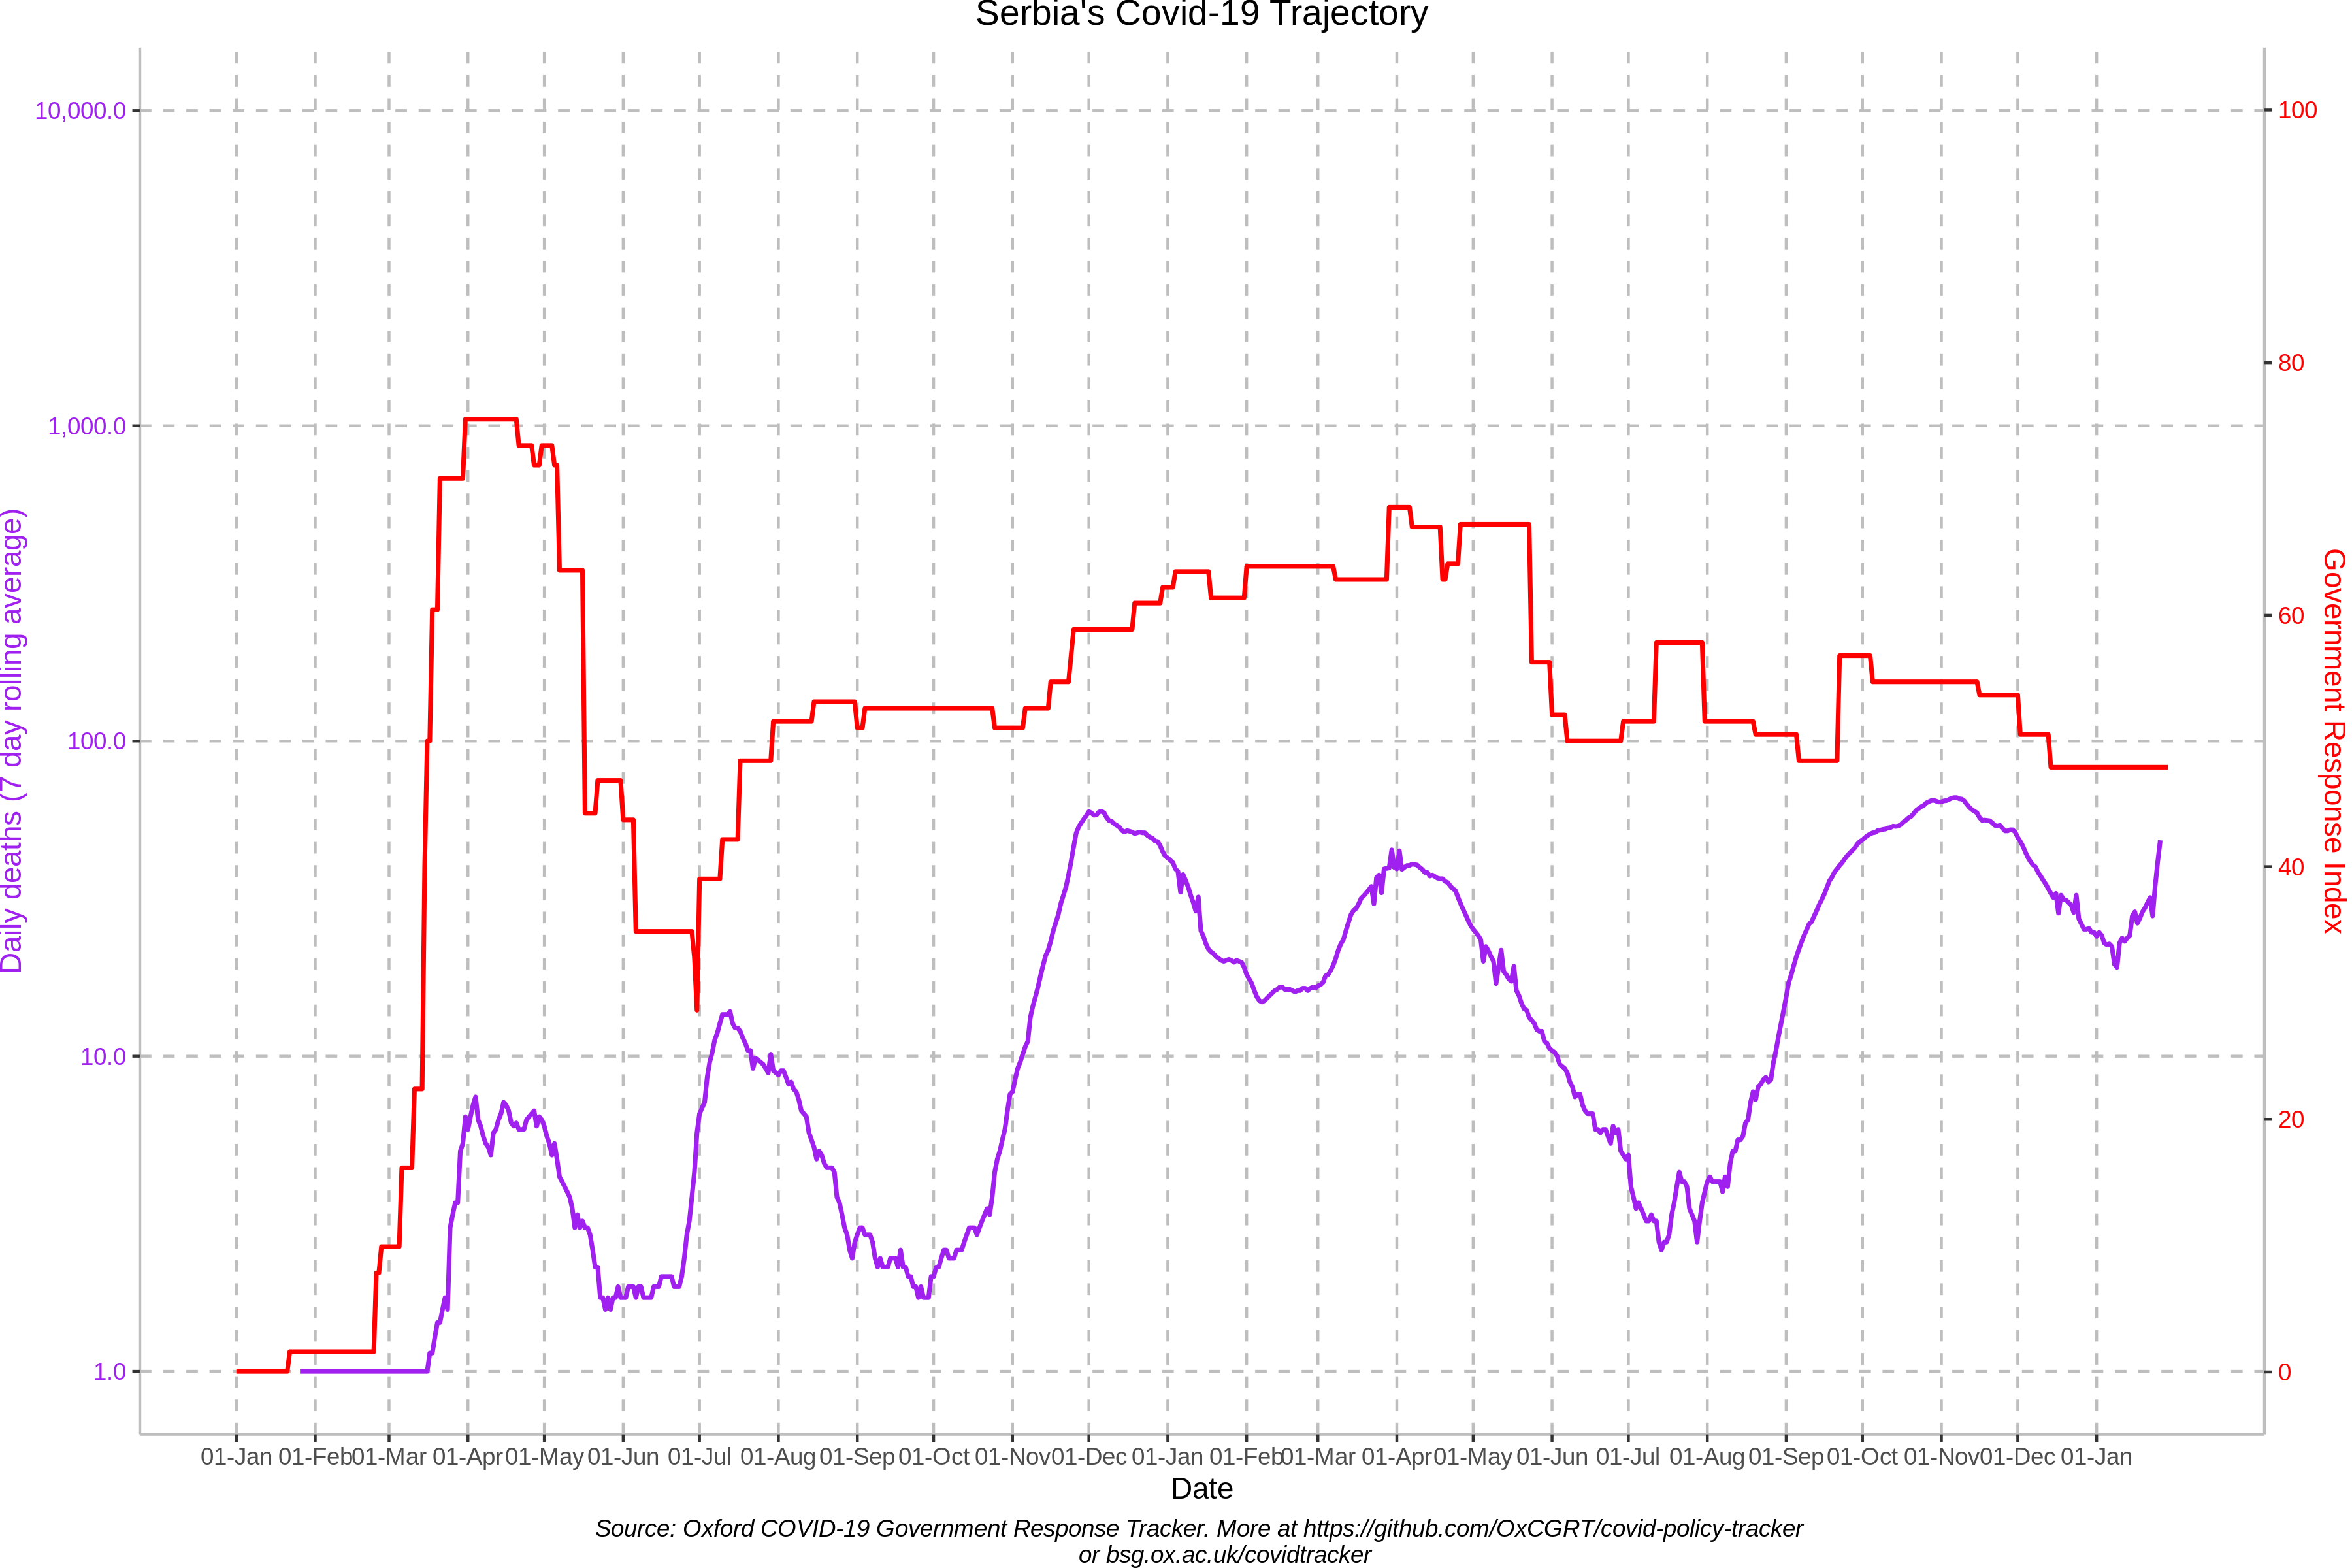 Serbia's Covid-19 Trajectory
Daily deaths (7 day rolling average)
10,000.0
1,000.0
100.0
10.0
1.0
Government Response Index
100
80
60
40
20
0
01-Jan 01-Feb 01-Mar 01-Apr 01-May 01-Jun 01-Jul 01-Aug 01-Sep 01-Oct 01-Nov 01-Dec 01-Jan 01-Feb 01-Mar 01-Apr 01-May 01-Jun 01-Jul 01-Aug 01-Sep 01-Oct 01-Nov 01-Dec 01-Jan
Date
Source: Oxford COVID-19 Government Response Tracker. More at https://github.com/OxCGRT/covid-policy-tracker
or bsg.ox.ac.uk/covidtracker